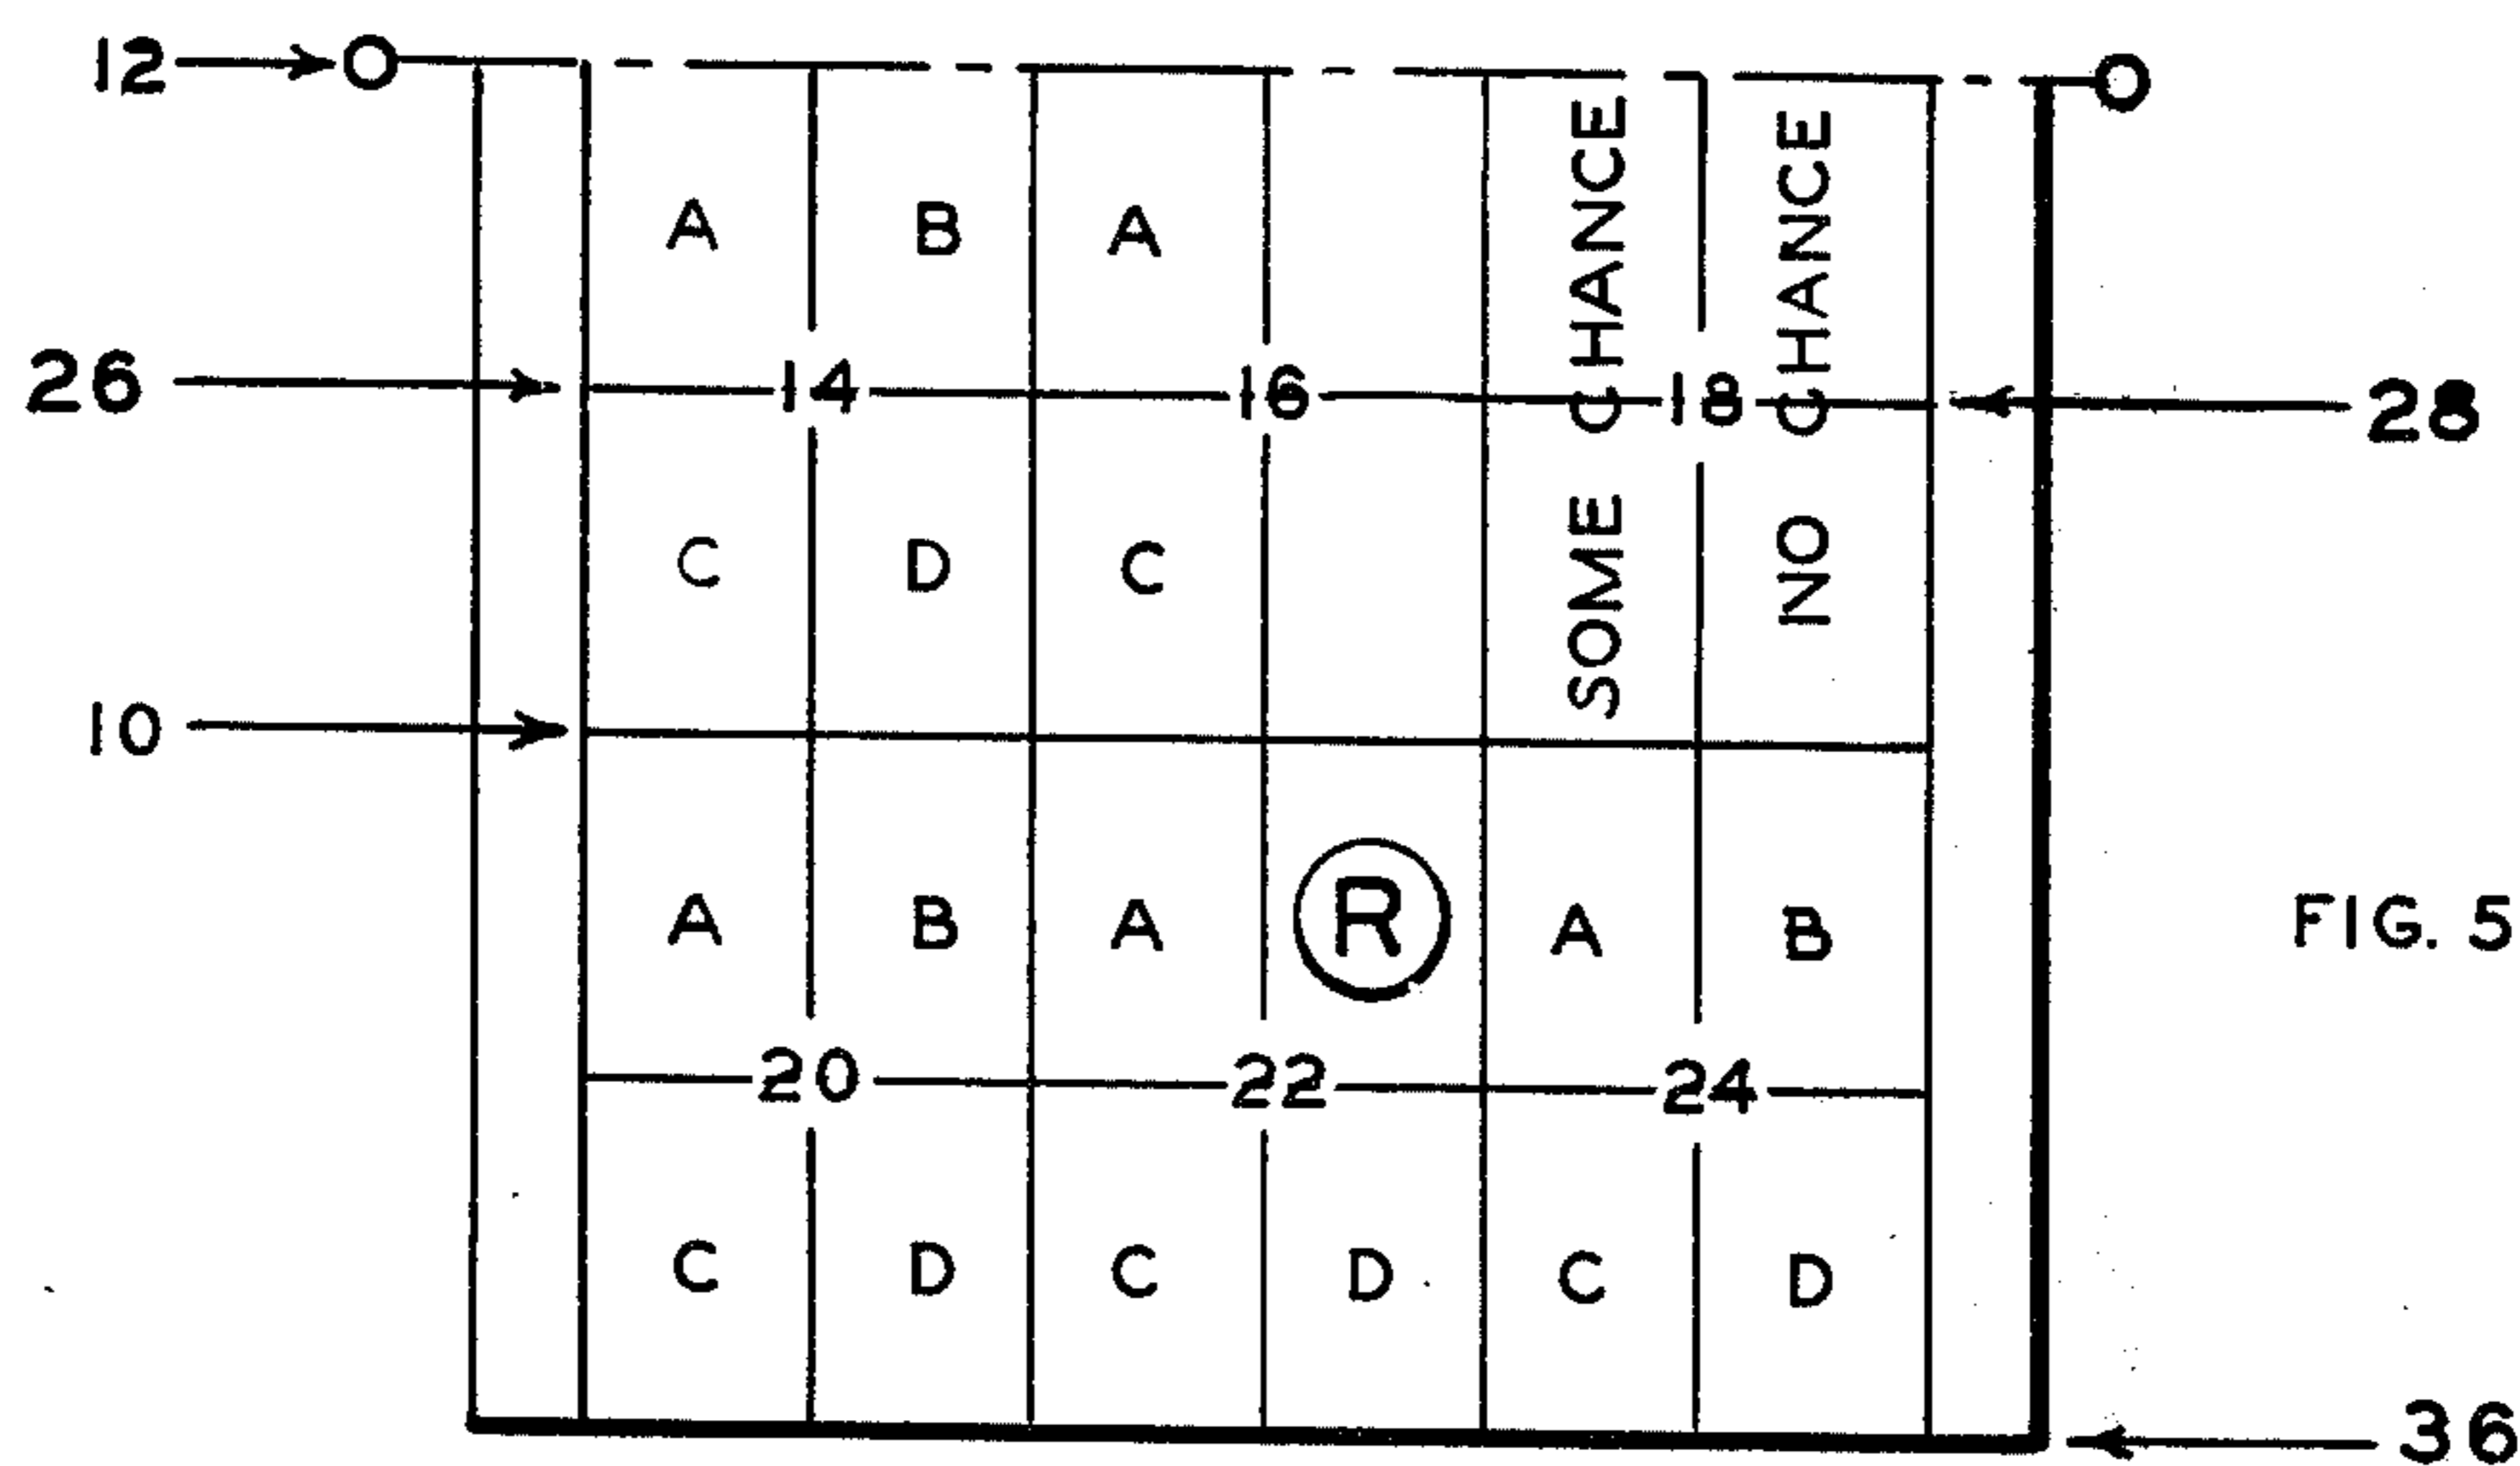 12
A B A
SOME CHANCE
NO CHANCE
26 14 16 18 28
C D C
10
A B A R A B
FIG. 5
20 22 24
C D C D C D
36